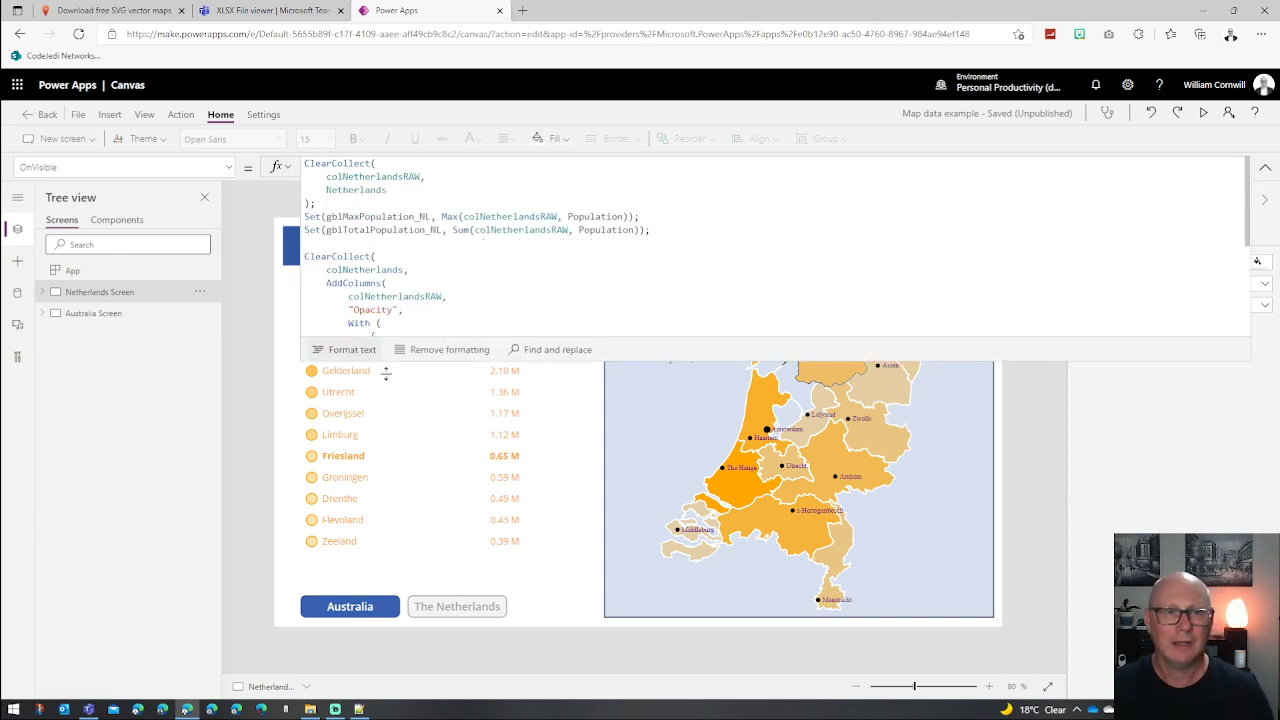 Download free SVG vector maps
XLSX File viewer | Microsoft Team
Power Apps
https://make.powerapps.com/e/Default-5655b89f-c17f-4109-aaee-aff49cb9c8c2/canvas/?action=edit&app-id=%2Fproviders%2FMicrosoft.PowerApps%2Fapps%2Fe0b12e90-ac50-4760-8967-984ae94ef148
CodeJedi Networks...
Power Apps | Canvas
Environment
Personal Productivity (d...
William Cornwill
Back File Insert View Action Home Settings
Map data example - Saved (Unpublished)
New screen Theme Open Sans 15 B Fill Border Reorder Align Group
OnVisible = fx
ClearCollect(
colNetherlandsRAW,
Netherlands
);
Set(gblMaxPopulation_NL, Max(colNetherlandsRAW, Population));
Set(gblTotalPopulation_NL, Sum(colNetherlandsRAW, Population));
ClearCollect(
colNetherlands,
AddColumns(
colNetherlandsRAW,
"Opacity",
With (
{
Format text Remove formatting Find and replace
Tree view
Screens Components
Search
App
Netherlands Screen ...
Australia Screen
Gelderland 2.10 M
Utrecht 1.36 M
Overijssel 1.17 M
Limburg 1.12 M
Friesland 0.65 M
Groningen 0.59 M
Drenthe 0.49 M
Flevoland 0.43 M
Zeeland 0.39 M
Assen
Lelystad
Zwolle
Amsterdam
Haarlem
Utrecht
The Hauge
Arnhem
s-Hertogenbosch
Middleburg
Maastricht
Australia
The Netherlands
Netherland...
80 %
18°C Clear